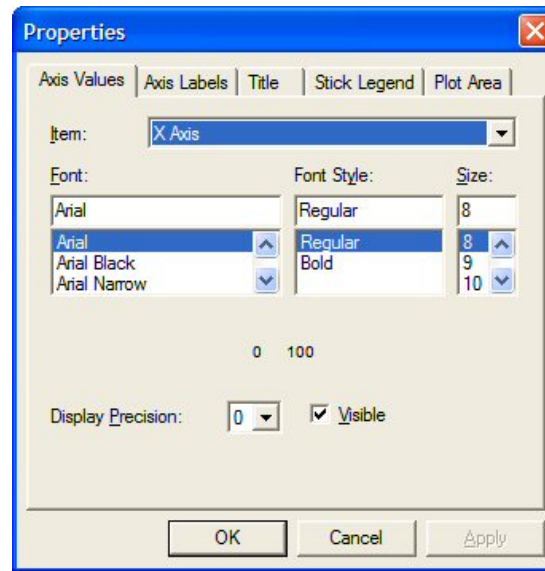 Properties
Axis Values Axis Labels Title Stick Legend Plot Area
Item: X Axis
Font: Font Style: Size:
Arial Regular 8
Arial Regular 8
Arial Black Bold 9
Arial Narrow 10
0 100
Display Precision: 0 Visible
OK Cancel Apply